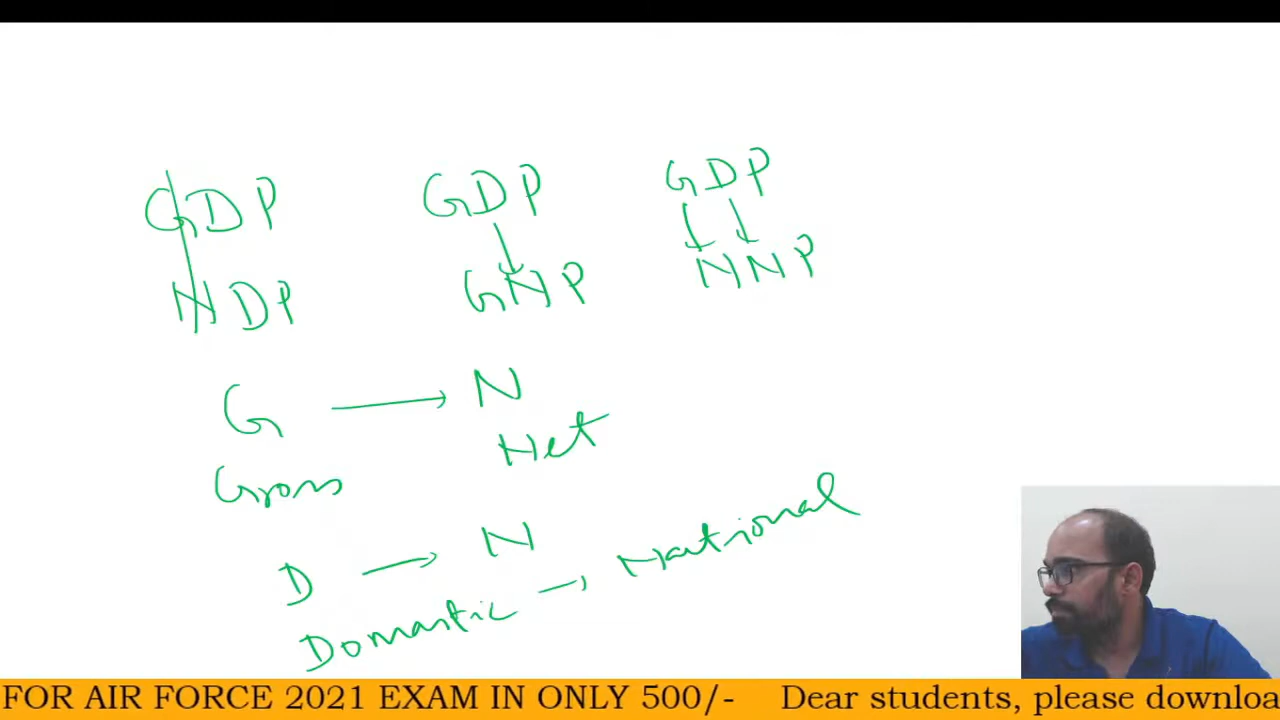 GDP GDP GDP
NDP GNP NNP
G → N
Gross Net
D → N
Domastic → National
FOR AIR FORCE 2021 EXAM IN ONLY 500/- Dear students, please downloa